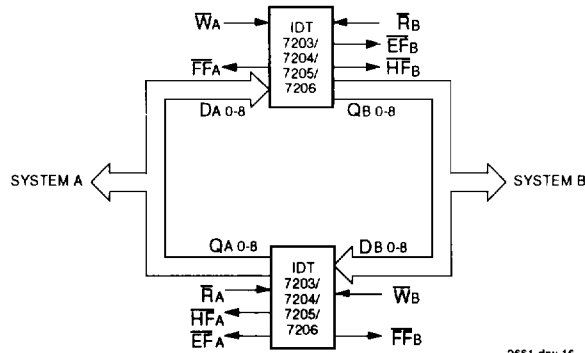 W̅A
IDT
7203/
7204/
7205/
7206
R̅B
E̅F̅B
F̅F̅A
H̅F̅B
DA 0-8
QB 0-8
SYSTEM A
SYSTEM B
QA 0-8
DB 0-8
IDT
7203/
7204/
7205/
7206
R̅A
W̅B
H̅F̅A
E̅F̅A
F̅F̅B